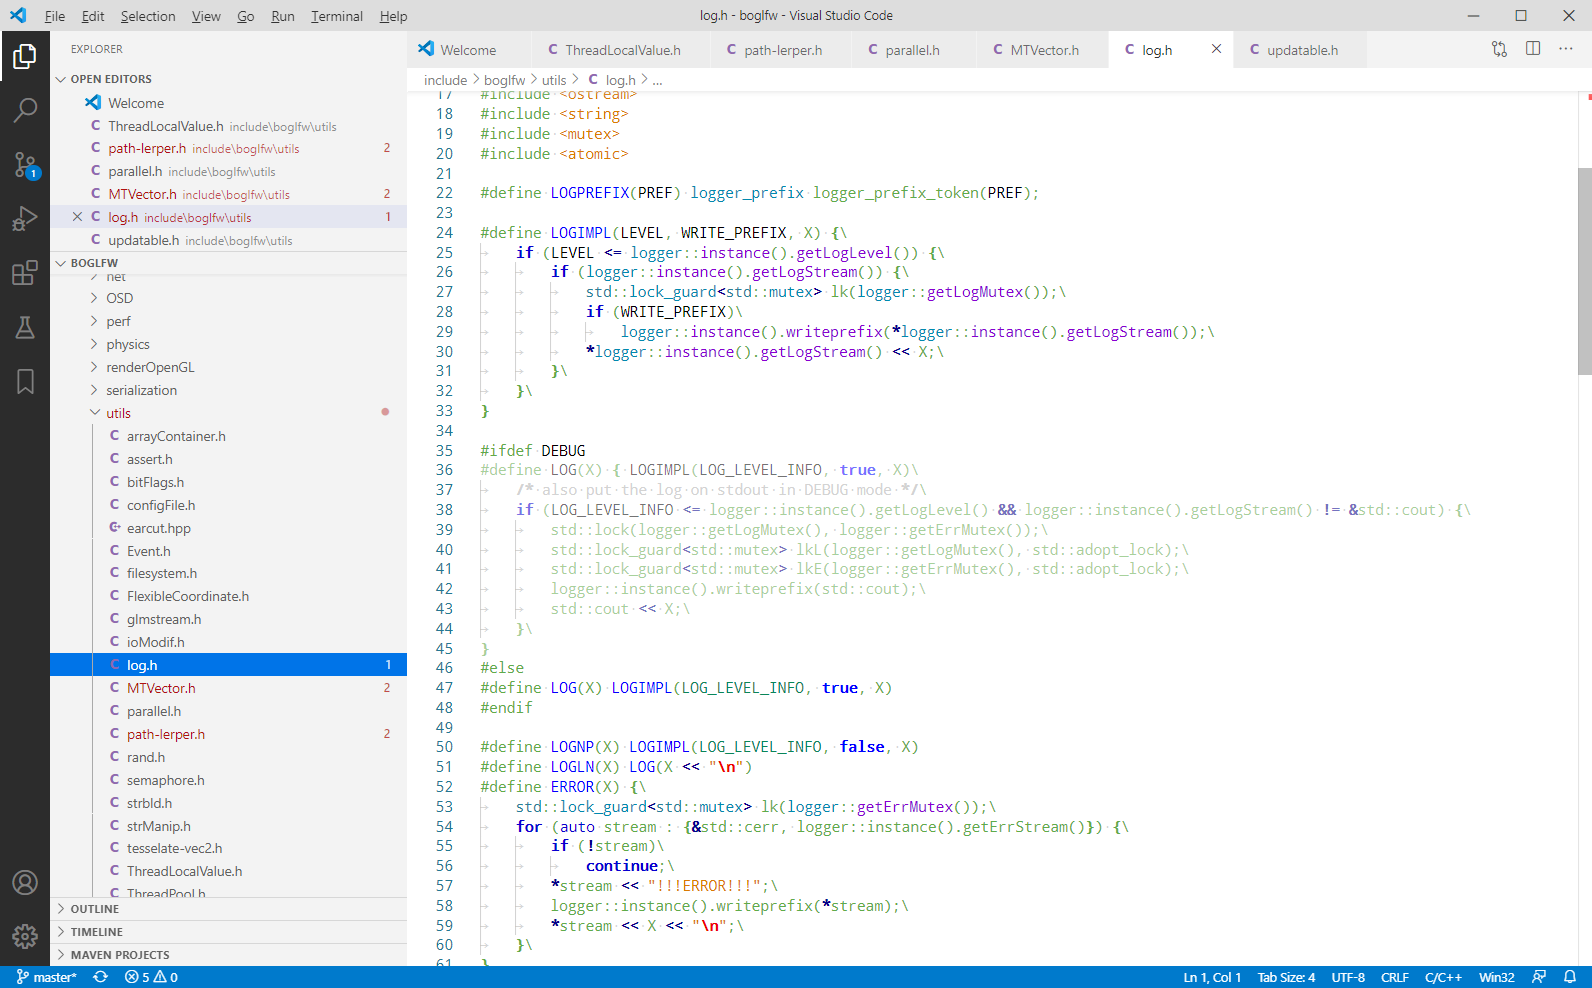 File Edit Selection View Go Run Terminal Help
log.h - boglfw - Visual Studio Code
EXPLORER
OPEN EDITORS
Welcome
ThreadLocalValue.h include\boglfw\utils
path-lerper.h include\boglfw\utils 2
parallel.h include\boglfw\utils
MTVector.h include\boglfw\utils 2
log.h include\boglfw\utils 1
updatable.h include\boglfw\utils
BOGLFW
net
OSD
perf
physics
renderOpenGL
serialization
utils
arrayContainer.h
assert.h
bitFlags.h
configFile.h
earcut.hpp
Event.h
filesystem.h
FlexibleCoordinate.h
glmstream.h
ioModif.h
log.h 1
MTVector.h 2
parallel.h
path-lerper.h 2
rand.h
semaphore.h
strbld.h
strManip.h
tesselate-vec2.h
ThreadLocalValue.h
ThreadPool.h
OUTLINE
TIMELINE
MAVEN PROJECTS
1
Welcome ThreadLocalValue.h path-lerper.h parallel.h MTVector.h log.h updatable.h
include > boglfw > utils > C log.h > ...
17 #include <ostream>
18 #include <string>
19 #include <mutex>
20 #include <atomic>
21
22 #define LOGPREFIX(PREF) logger_prefix logger_prefix_token(PREF);
23
24 #define LOGIMPL(LEVEL, WRITE_PREFIX, X) {\
25 if (LEVEL <= logger::instance().getLogLevel()) {\
26 if (logger::instance().getLogStream()) {\
27 std::lock_guard<std::mutex> lk(logger::getLogMutex());\
28 if (WRITE_PREFIX)\
29 logger::instance().writeprefix(*logger::instance().getLogStream());\
30 *logger::instance().getLogStream() << X;\
31 }\
32 }\
33 }
34
35 #ifdef DEBUG
36 #define LOG(X) { LOGIMPL(LOG_LEVEL_INFO, true, X)\
37 /* also put the log on stdout in DEBUG mode */\
38 if (LOG_LEVEL_INFO <= logger::instance().getLogLevel() && logger::instance().getLogStream() != &std::cout) {\
39 std::lock(logger::getLogMutex(), logger::getErrMutex());\
40 std::lock_guard<std::mutex> lkL(logger::getLogMutex(), std::adopt_lock);\
41 std::lock_guard<std::mutex> lkE(logger::getErrMutex(), std::adopt_lock);\
42 logger::instance().writeprefix(std::cout);\
43 std::cout << X;\
44 }\
45 }
46 #else
47 #define LOG(X) LOGIMPL(LOG_LEVEL_INFO, true, X)
48 #endif
49
50 #define LOGNP(X) LOGIMPL(LOG_LEVEL_INFO, false, X)
51 #define LOGLN(X) LOG(X << "\n")
52 #define ERROR(X) {\
53 std::lock_guard<std::mutex> lk(logger::getErrMutex());\
54 for (auto stream : {&std::cerr, logger::instance().getErrStream()}) {\
55 if (!stream)\
56 continue;\
57 *stream << "!!!ERROR!!!";\
58 logger::instance().writeprefix(*stream);\
59 *stream << X << "\n";\
60 }\
61 }
master* 5 0
Ln 1, Col 1 Tab Size: 4 UTF-8 CRLF C/C++ Win32